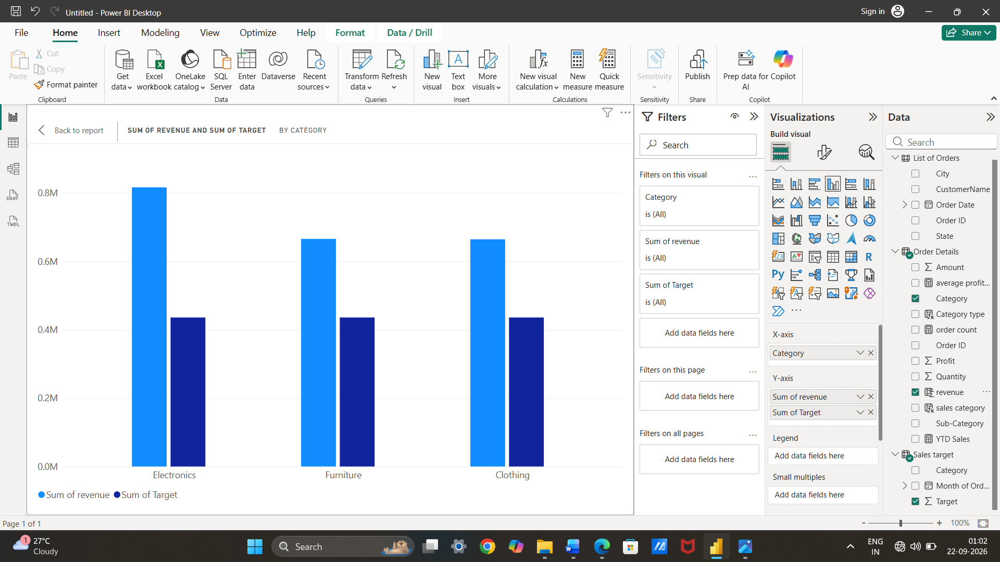 Untitled - Power BI Desktop
Sign in
File
Home
Insert
Modeling
View
Optimize
Help
Format
Data / Drill
Share
Paste
Cut
Copy
Format painter
Clipboard
Get data
Excel workbook
OneLake catalog
SQL Server
Enter data
Dataverse
Recent sources
Data
Transform data
Refresh
Queries
New visual
A
Text box
More visuals
Insert
New visual calculation
New measure
Quick measure
Calculations
Sensitivity
Sensitivity
Publish
Share
Prep data for AI
Copilot
Copilot
DAX
TMDL
Back to report
SUM OF REVENUE AND SUM OF TARGET
BY CATEGORY
0.8M
0.6M
0.4M
0.2M
0.0M
Electronics
Furniture
Clothing
Sum of revenue
Sum of Target
Filters
Search
Filters on this visual
...
Category
is (All)
Sum of revenue
is (All)
Sum of Target
is (All)
Add data fields here
Filters on this page
...
Add data fields here
Filters on all pages
...
Add data fields here
Visualizations
Build visual
123
R
Py
...
X-axis
Category
Y-axis
Sum of revenue
Sum of Target
Legend
Add data fields here
Small multiples
Add data fields here
Data
Search
List of Orders
City
CustomerName
Order Date
Order ID
State
Order Details
Amount
average profit...
Category
Category type
order count
Order ID
Profit
Quantity
revenue
...
sales category
Sub-Category
YTD Sales
Sales target
Category
Month of Ord...
Target
Page 1 of 1
- + 100%
1
27°C
Cloudy
Search
ENG
IN
01:02
22-09-2026